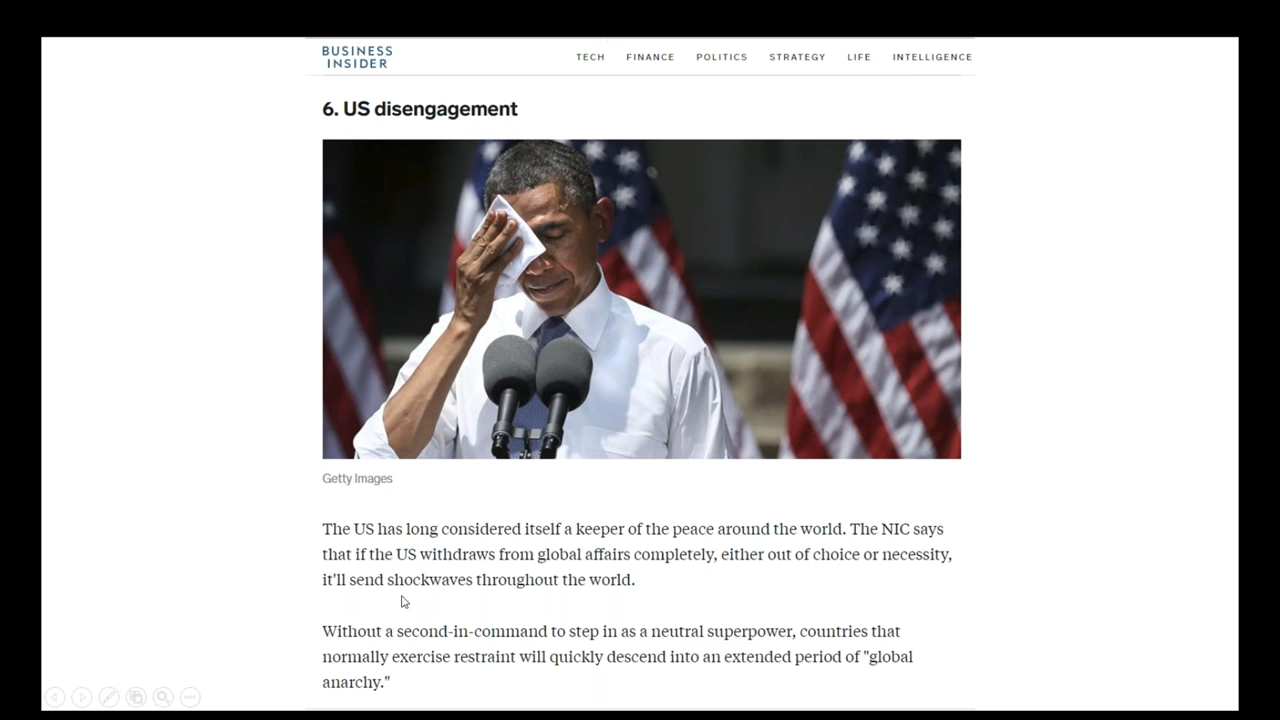 BUSINESS
INSIDER
TECH FINANCE POLITICS STRATEGY LIFE INTELLIGENCE
6. US disengagement
Getty Images
The US has long considered itself a keeper of the peace around the world. The NIC says
that if the US withdraws from global affairs completely, either out of choice or necessity,
it'll send shockwaves throughout the world.
Without a second-in-command to step in as a neutral superpower, countries that
normally exercise restraint will quickly descend into an extended period of "global
anarchy."